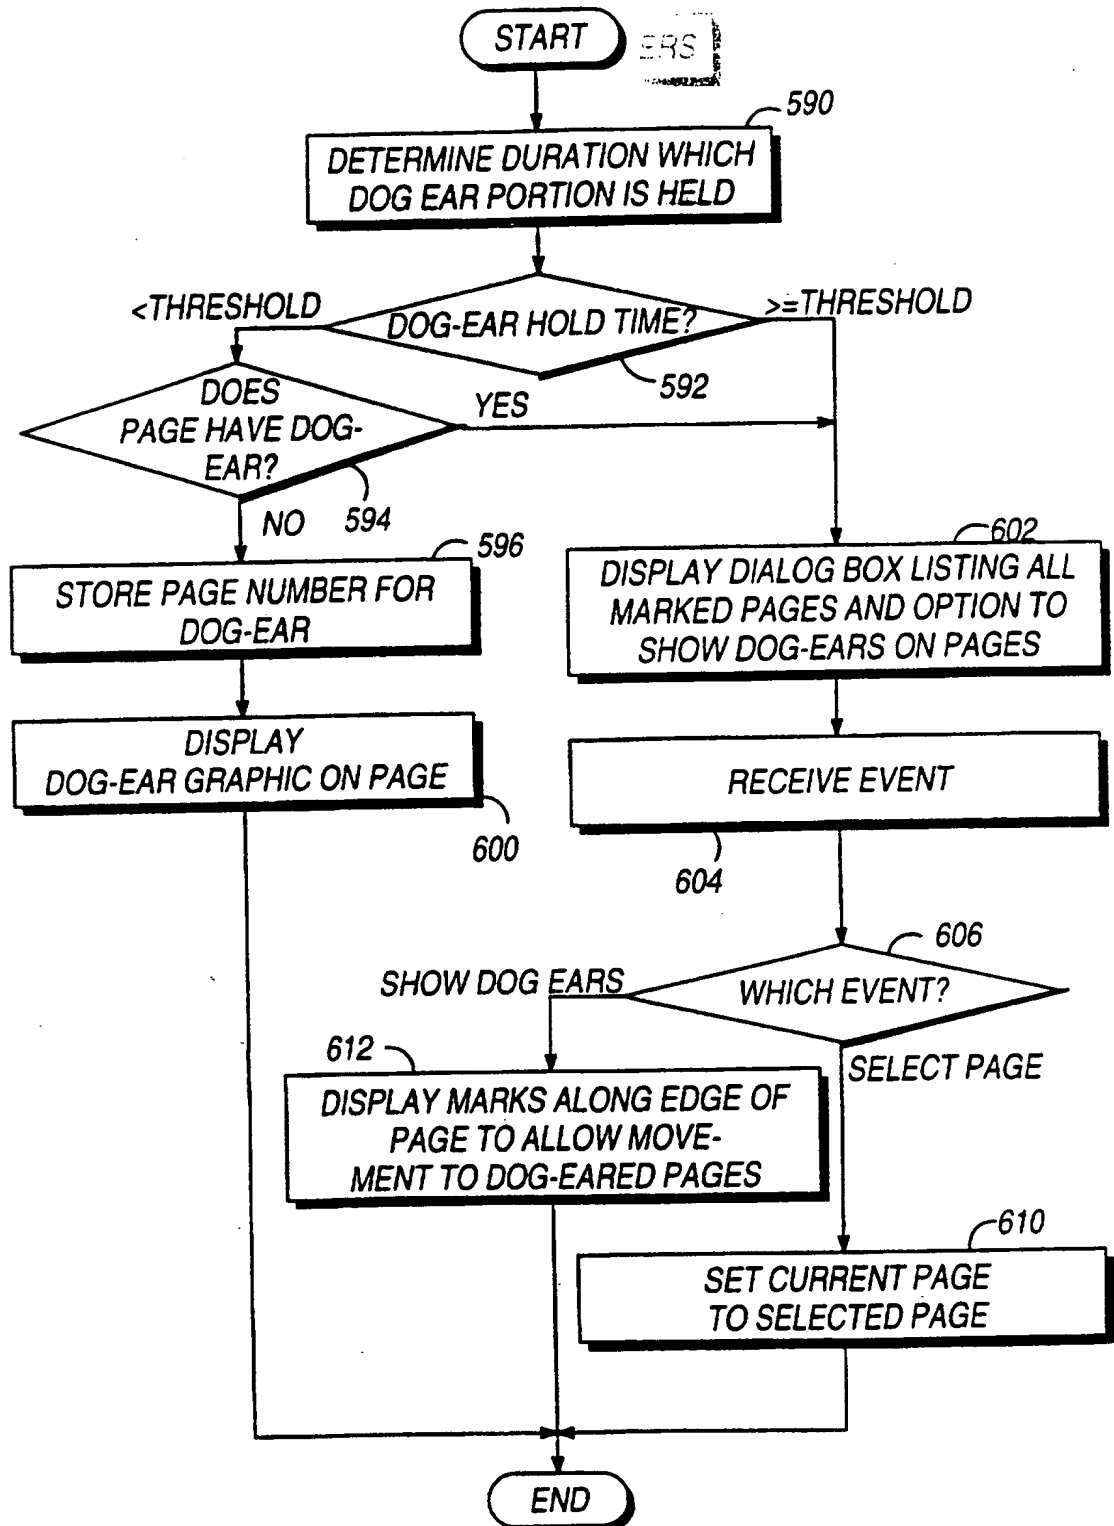 START
ERS
590
DETERMINE DURATION WHICH
DOG EAR PORTION IS HELD
<THRESHOLD
DOG-EAR HOLD TIME?
>=THRESHOLD
592
DOES
PAGE HAVE DOG-
EAR?
YES
594
NO
596
STORE PAGE NUMBER FOR
DOG-EAR
602
DISPLAY DIALOG BOX LISTING ALL
MARKED PAGES AND OPTION TO
SHOW DOG-EARS ON PAGES
DISPLAY
DOG-EAR GRAPHIC ON PAGE
600
RECEIVE EVENT
604
606
SHOW DOG EARS
WHICH EVENT?
612
SELECT PAGE
DISPLAY MARKS ALONG EDGE OF
PAGE TO ALLOW MOVE-
MENT TO DOG-EARED PAGES
610
SET CURRENT PAGE
TO SELECTED PAGE
END